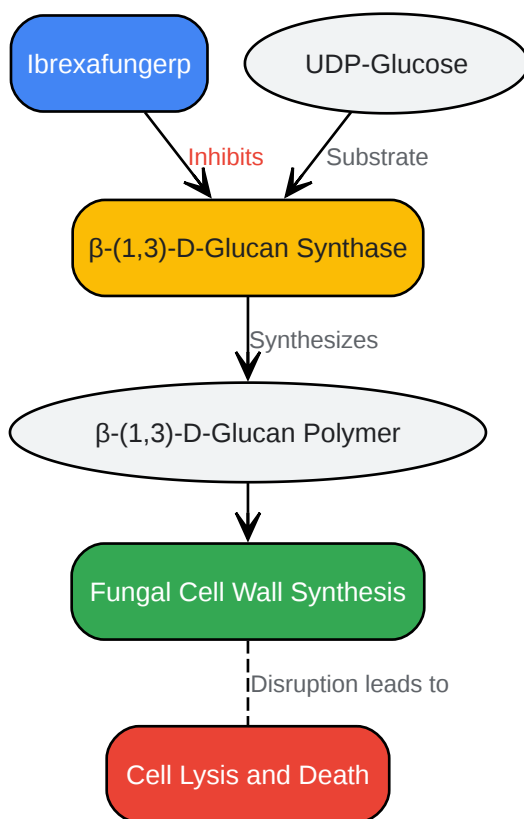 Ibrexafungerp
UDP-Glucose
Inhibits
Substrate
β-(1,3)-D-Glucan Synthase
Synthesizes
β-(1,3)-D-Glucan Polymer
Fungal Cell Wall Synthesis
Disruption leads to
Cell Lysis and Death